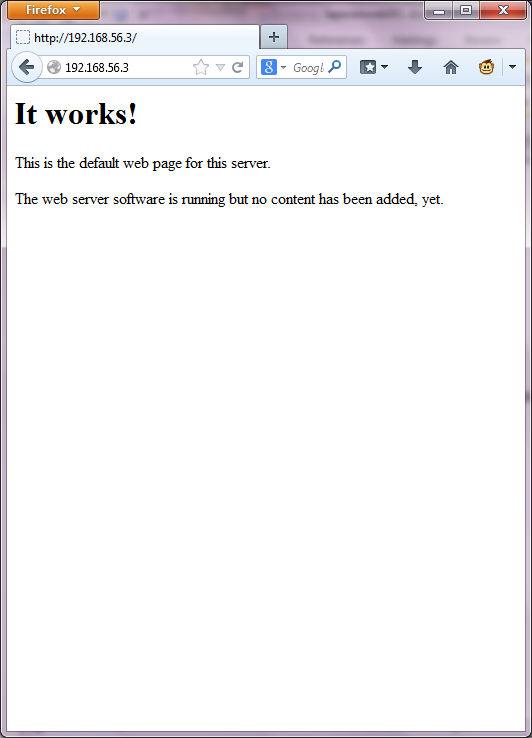 Firefox
http://192.168.56.3/
192.168.56.3
Google
It works!
This is the default web page for this server.
The web server software is running but no content has been added, yet.